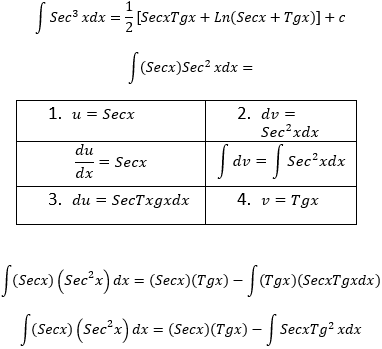 ∫ Sec³ xdx = 1/2 [SecxTgx + Ln(Secx + Tgx)] + c
∫ (Secx)Sec² xdx =
1. u = Secx
2. dv =
Sec²xdx
du/dx = Secx
∫ dv = ∫ Sec²xdx
3. du = SecTxgxdx
4. v = Tgx
∫(Secx) (Sec²x) dx = (Secx)(Tgx) − ∫(Tgx)(SecxTgxdx)
∫(Secx) (Sec²x) dx = (Secx)(Tgx) − ∫ SecxTg² xdx